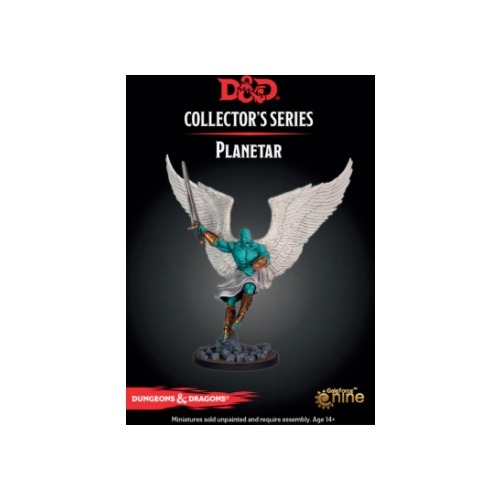 D&D
COLLECTOR'S SERIES
PLANETAR
DUNGEONS & DRAGONS®
Galeforce
nine
Miniatures sold unpainted and require assembly. Age 14+